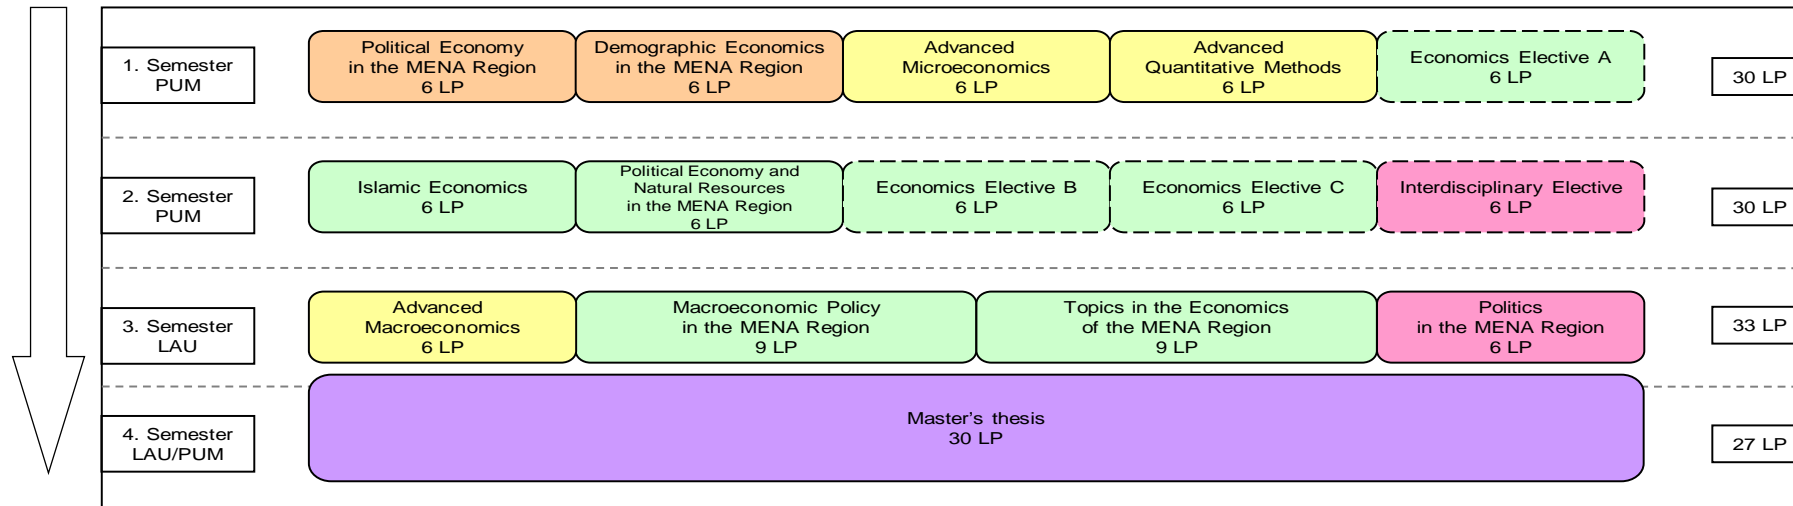 1. Semester
PUM
Political Economy
in the MENA Region
6 LP
Demographic Economics
in the MENA Region
6 LP
Advanced
Microeconomics
6 LP
Advanced
Quantitative Methods
6 LP
Economics Elective A
6 LP
30 LP
2. Semester
PUM
Islamic Economics
6 LP
Political Economy and
Natural Resources
in the MENA Region
6 LP
Economics Elective B
6 LP
Economics Elective C
6 LP
Interdisciplinary Elective
6 LP
30 LP
3. Semester
LAU
Advanced
Macroeconomics
6 LP
Macroeconomic Policy
in the MENA Region
9 LP
Topics in the Economics
of the MENA Region
9 LP
Politics
in the MENA Region
6 LP
33 LP
4. Semester
LAU/PUM
Master's thesis
30 LP
27 LP